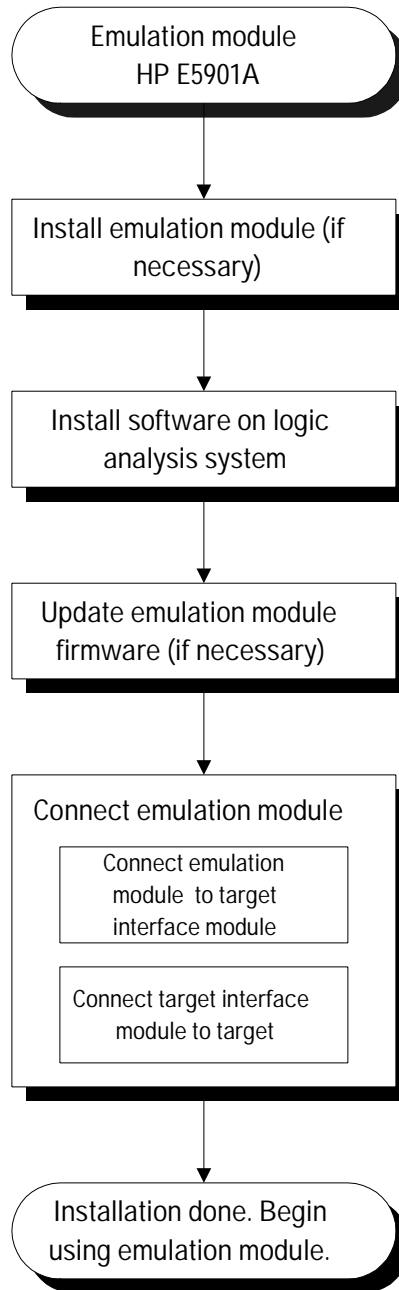 Emulation module
HP E5901A
Install emulation module (if
necessary)
Install software on logic
analysis system
Update emulation module
firmware (if necessary)
Connect emulation module
Connect emulation
module to target
interface module
Connect target interface
module to target
Installation done. Begin
using emulation module.